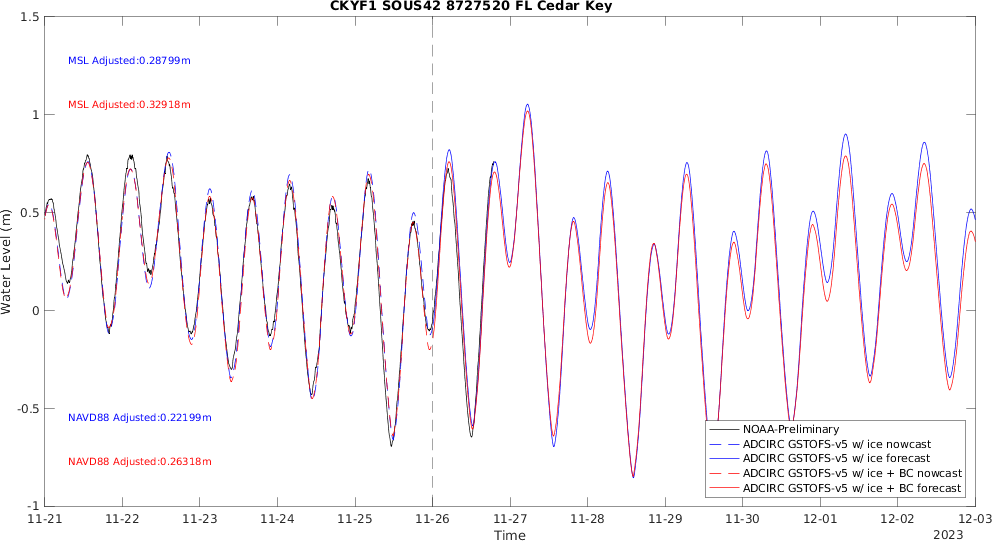 CKYF1 SOUS42 8727520 FL Cedar Key
1.5
1
0.5
0
-0.5
-1
Water Level (m)
MSL Adjusted:0.28799m
MSL Adjusted:0.32918m
NAVD88 Adjusted:0.22199m
NAVD88 Adjusted:0.26318m
NOAA-Preliminary
ADCIRC GSTOFS-v5 w/ ice nowcast
ADCIRC GSTOFS-v5 w/ ice forecast
ADCIRC GSTOFS-v5 w/ ice + BC nowcast
ADCIRC GSTOFS-v5 w/ ice + BC forecast
11-21 11-22 11-23 11-24 11-25 11-26 11-27 11-28 11-29 11-30 12-01 12-02 12-03
Time
2023